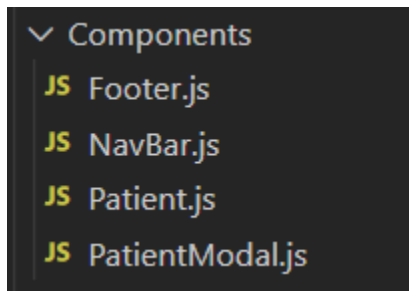 Components
JS Footer.js
JS NavBar.js
JS Patient.js
JS PatientModal.js